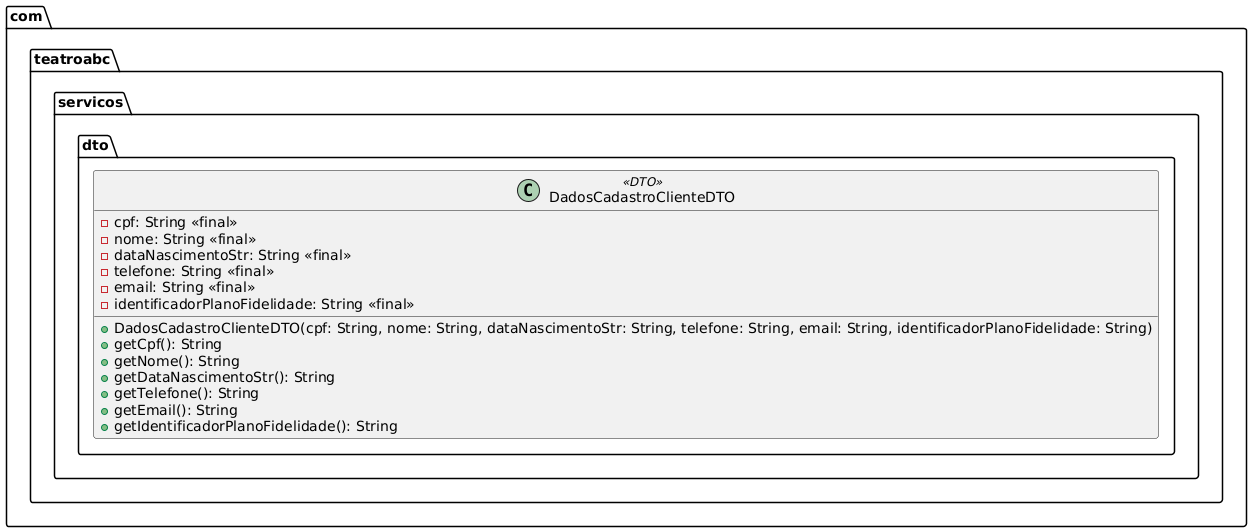 com
teatroabc
servicos
dto
C
«DTO»
DadosCadastroClienteDTO
cpf: String «final»
nome: String «final»
dataNascimentoStr: String «final»
telefone: String «final»
email: String «final»
identificadorPlanoFidelidade: String «final»
DadosCadastroClienteDTO(cpf: String, nome: String, dataNascimentoStr: String, telefone: String, email: String, identificadorPlanoFidelidade: String)
getCpf(): String
getNome(): String
getDataNascimentoStr(): String
getTelefone(): String
getEmail(): String
getIdentificadorPlanoFidelidade(): String